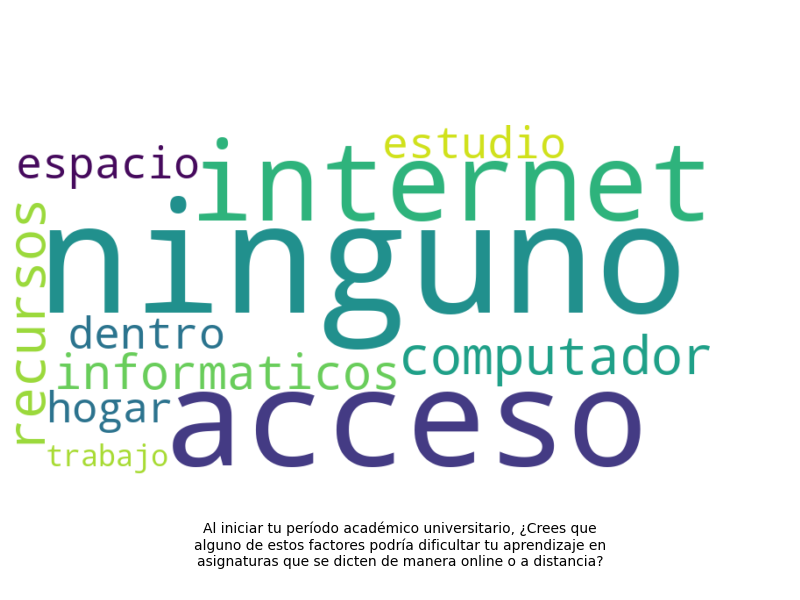 estudio
espacio
internet
recursos
ninguno
dentro
computador
informaticos
hogar
acceso
trabajo
Al iniciar tu período académico universitario, ¿Crees que
alguno de estos factores podría dificultar tu aprendizaje en
asignaturas que se dicten de manera online o a distancia?